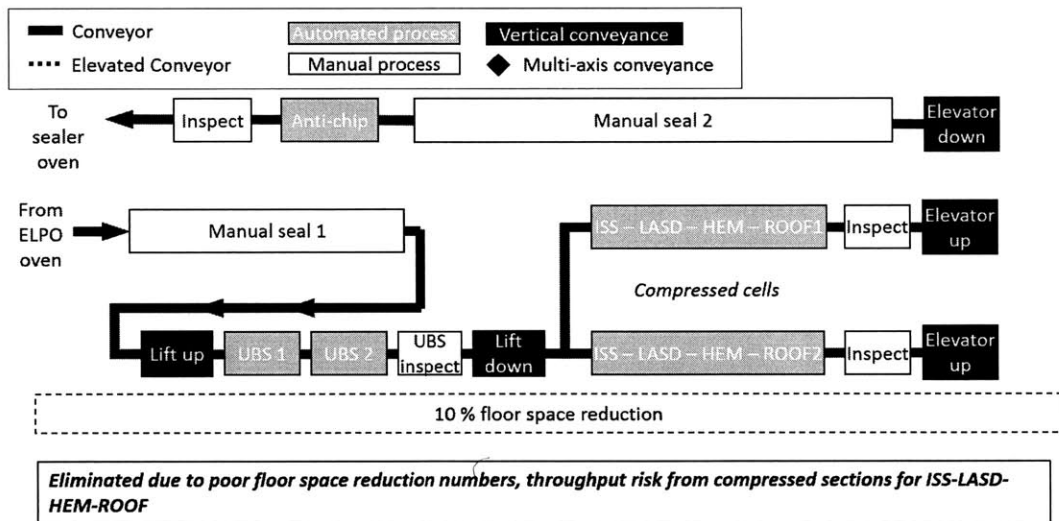 Conveyor
Automated process
Vertical conveyance
Elevated Conveyor
Manual process
Multi-axis conveyance
To
sealer
oven
Inspect
Anti-chip
Manual seal 2
Elevator
down
From
ELPO
oven
Manual seal 1
ISS – LASD – HEM – ROOF1
Inspect
Elevator
up
Compressed cells
Lift up
UBS 1
UBS 2
UBS
inspect
Lift
down
ISS – LASD – HEM – ROOF2
Inspect
Elevator
up
10 % floor space reduction
Eliminated due to poor floor space reduction numbers, throughput risk from compressed sections for ISS-LASD-
HEM-ROOF